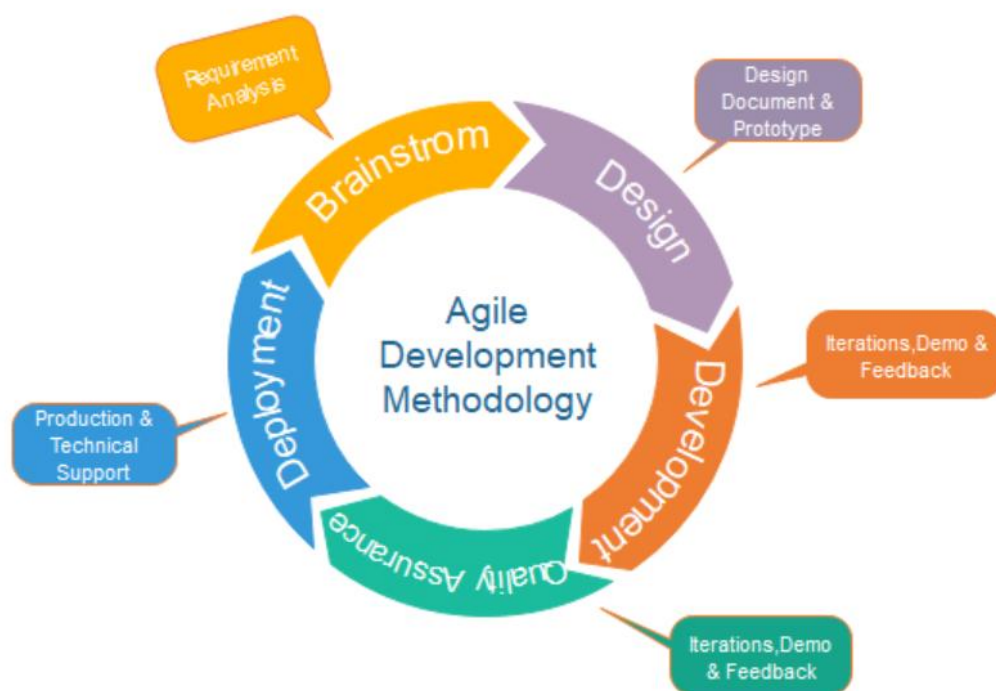 Requirement
Analysis
Brainstrom
Design
Document &
Prototype
Design
Agile
Development
Methodology
Iterations,Demo &
Feedback
Development
Deployment
Production &
Technical
Support
Quality Assurance
Iterations,Demo
& Feedback